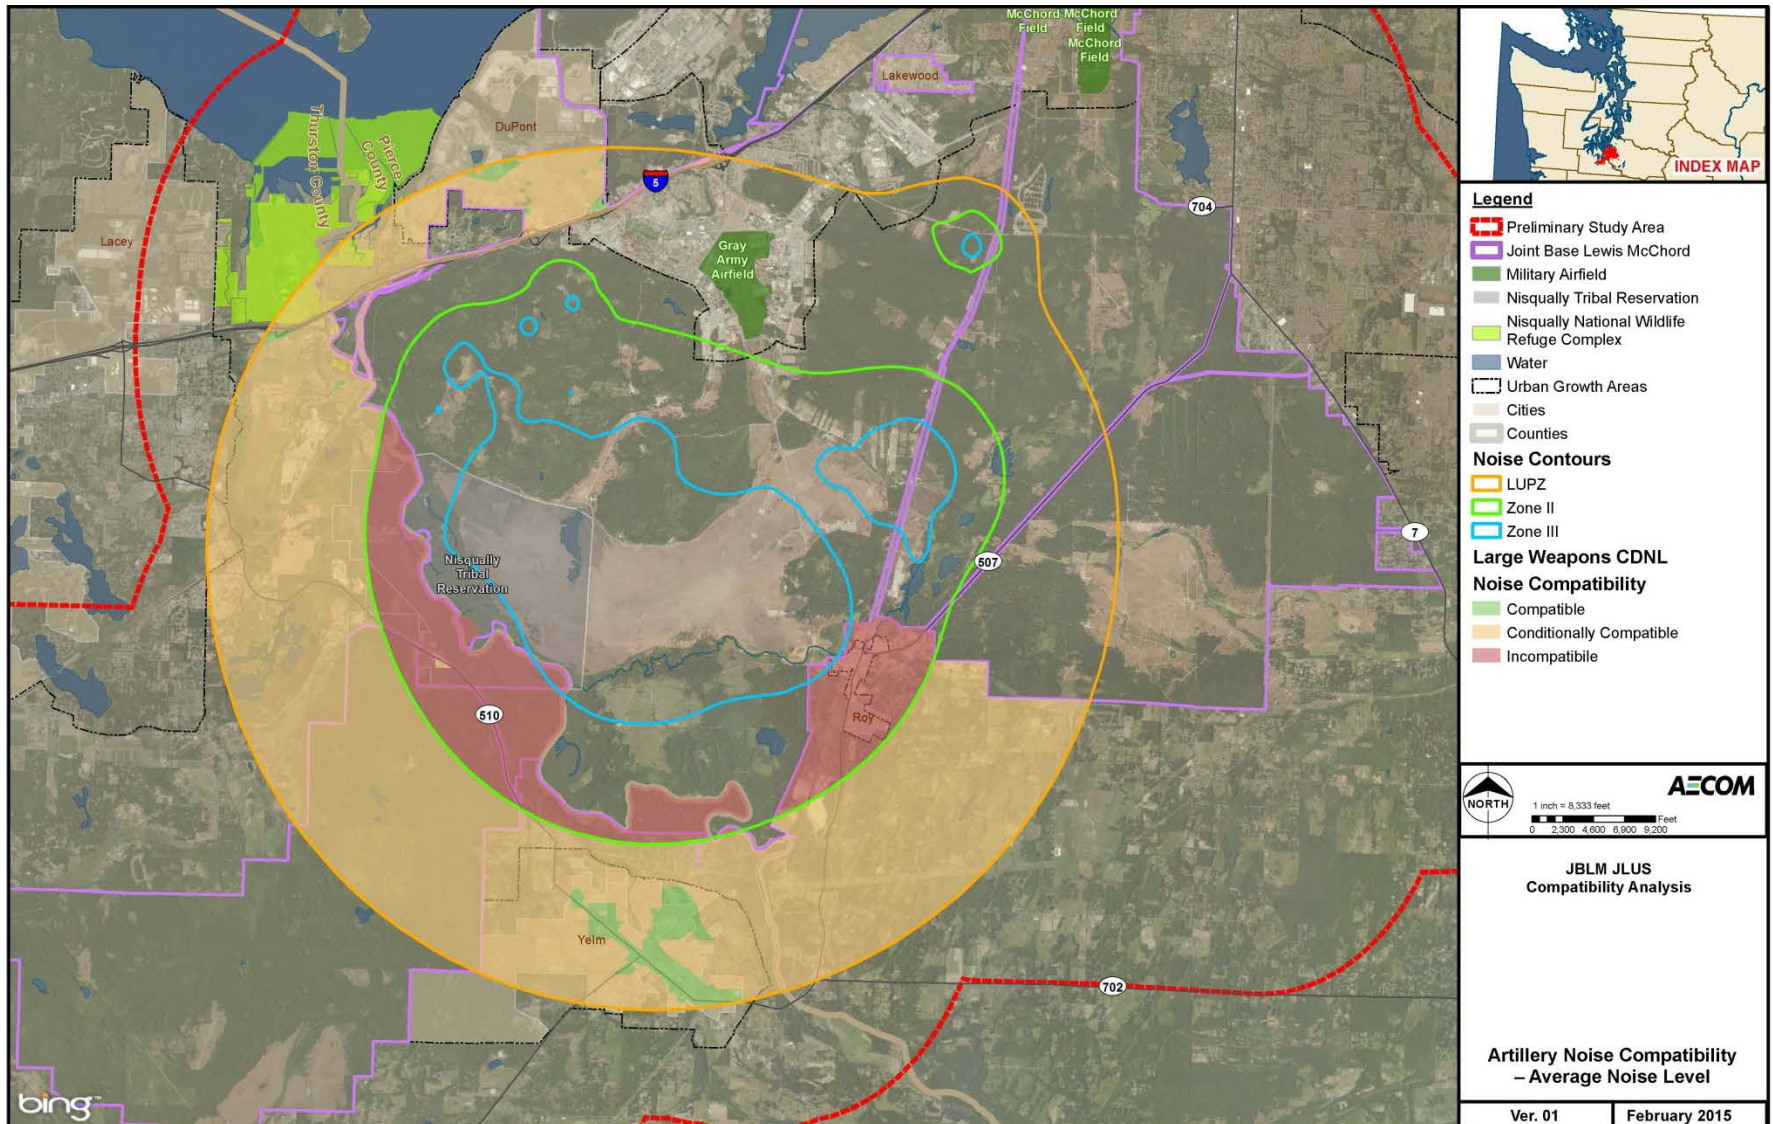 McChord
Field
McChord
Field
McChord
Field
Lakewood
DuPont
Thurston County
Pierce
County
Lacey
5
704
Gray
Army
Airfield
7
507
Nisqually
Tribal
Reservation
510
Roy
Yelm
702
bing™
INDEX MAP
Legend
Preliminary Study Area
Joint Base Lewis McChord
Military Airfield
Nisqually Tribal Reservation
Nisqually National Wildlife
Refuge Complex
Water
Urban Growth Areas
Cities
Counties
Noise Contours
LUPZ
Zone II
Zone III
Large Weapons CDNL
Noise Compatibility
Compatible
Conditionally Compatible
Incompatibile
NORTH
AECOM
1 inch = 8,333 feet
Feet
0 2,300 4,600 6,900 9,200
JBLM JLUS
Compatibility Analysis
Artillery Noise Compatibility
– Average Noise Level
Ver. 01
February 2015